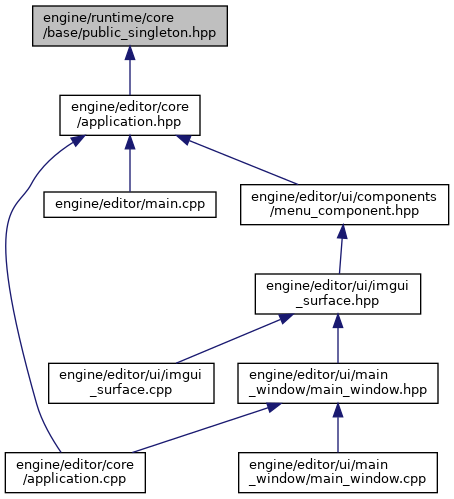 engine/runtime/core
/base/public_singleton.hpp
engine/editor/core
/application.hpp
engine/editor/main.cpp
engine/editor/ui/components
/menu_component.hpp
engine/editor/ui/imgui
_surface.hpp
engine/editor/ui/imgui
_surface.cpp
engine/editor/ui/main
_window/main_window.hpp
engine/editor/core
/application.cpp
engine/editor/ui/main
_window/main_window.cpp